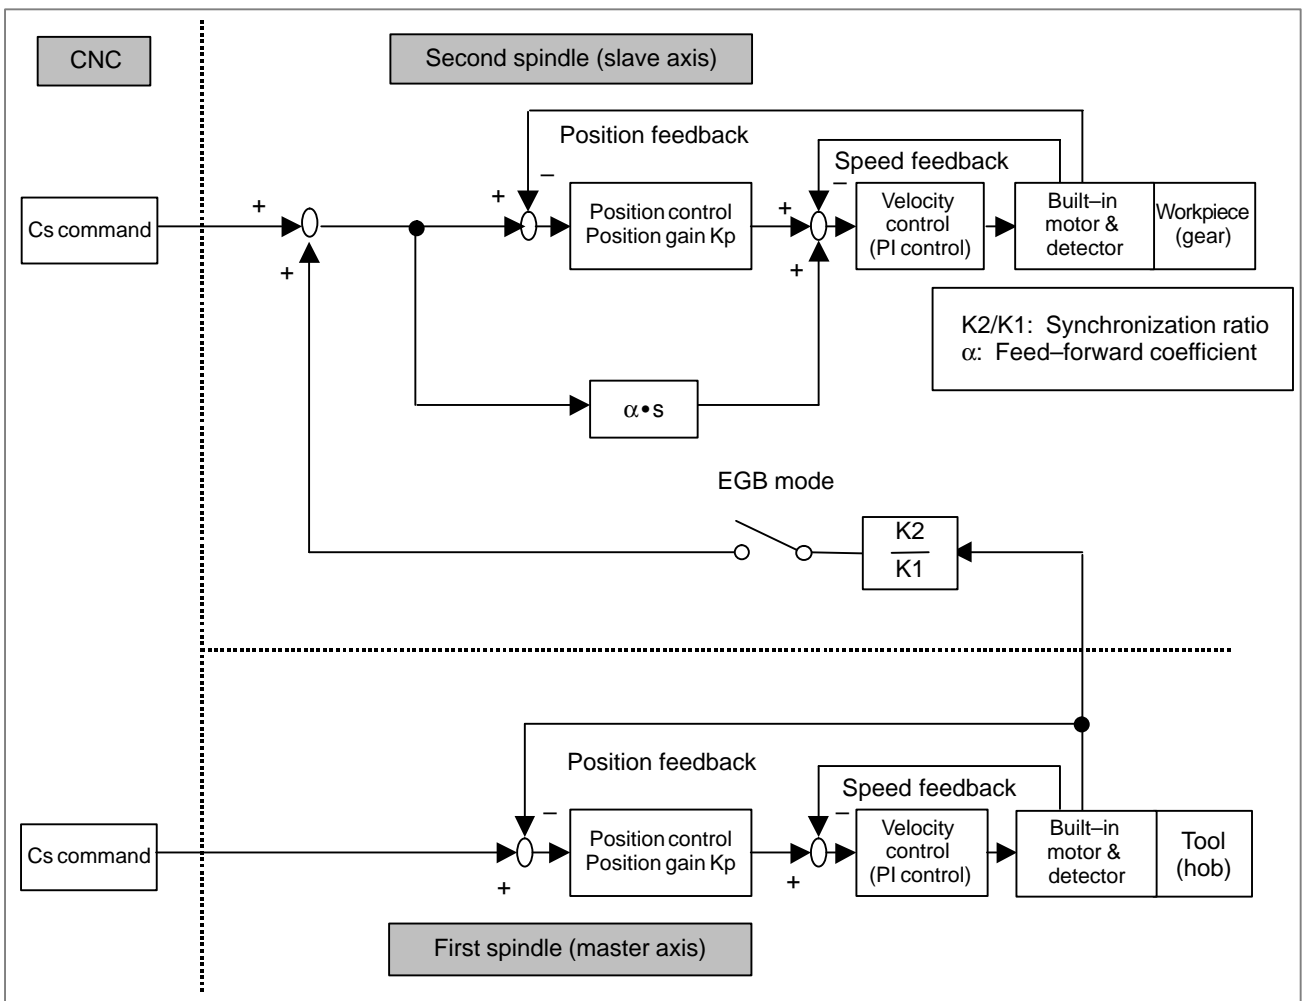 CNC
Second spindle (slave axis)
Position feedback
Speed feedback
–
–
+
+
+
Cs command
Position control
Position gain Kp
Velocity
control
(PI control)
Built–in
motor &
detector
Workpiece
(gear)
+
+
K2/K1: Synchronization ratio
α: Feed–forward coefficient
α•s
EGB mode
K2
K1
Position feedback
Speed feedback
–
–
Cs command
Position control
Position gain Kp
Velocity
control
(PI control)
Built–in
motor &
detector
Tool
(hob)
+
+
First spindle (master axis)